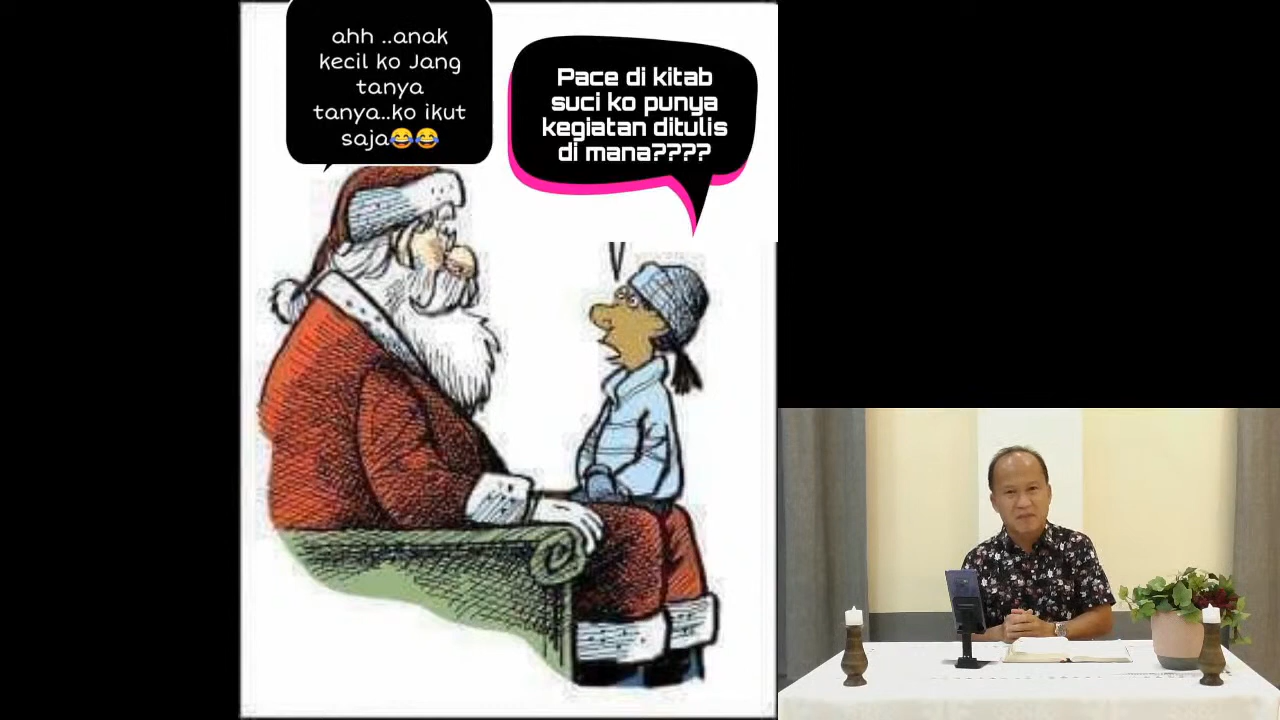 ahh ..anak
kecil ko Jang
tanya
tanya..ko ikut
saja😂😂
Pace di kitab
suci ko punya
kegiatan ditulis
di mana????